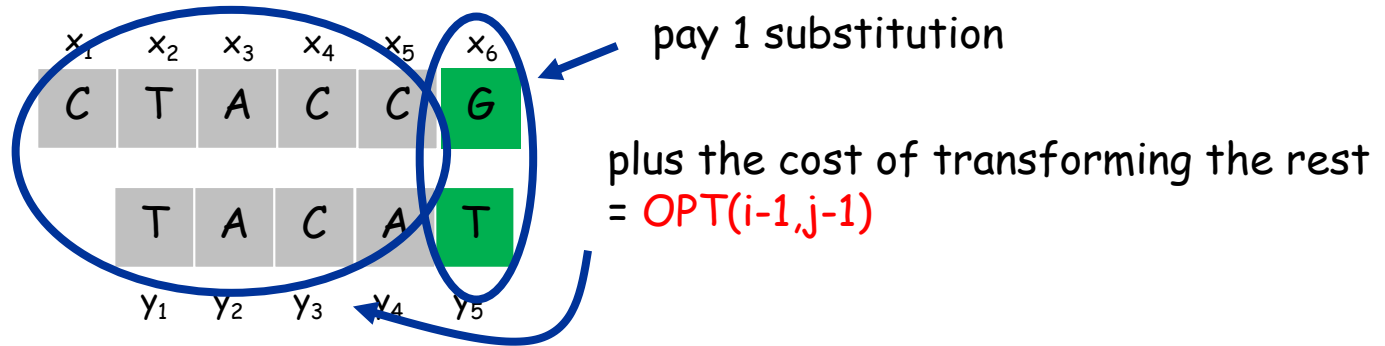 x₁ x₂ x₃ x₄ x₅ x₆
pay 1 substitution
C T A C C G
plus the cost of transforming the rest
= OPT(i-1,j-1)
T A C A T
y₁ y₂ y₃ y₄ y₅